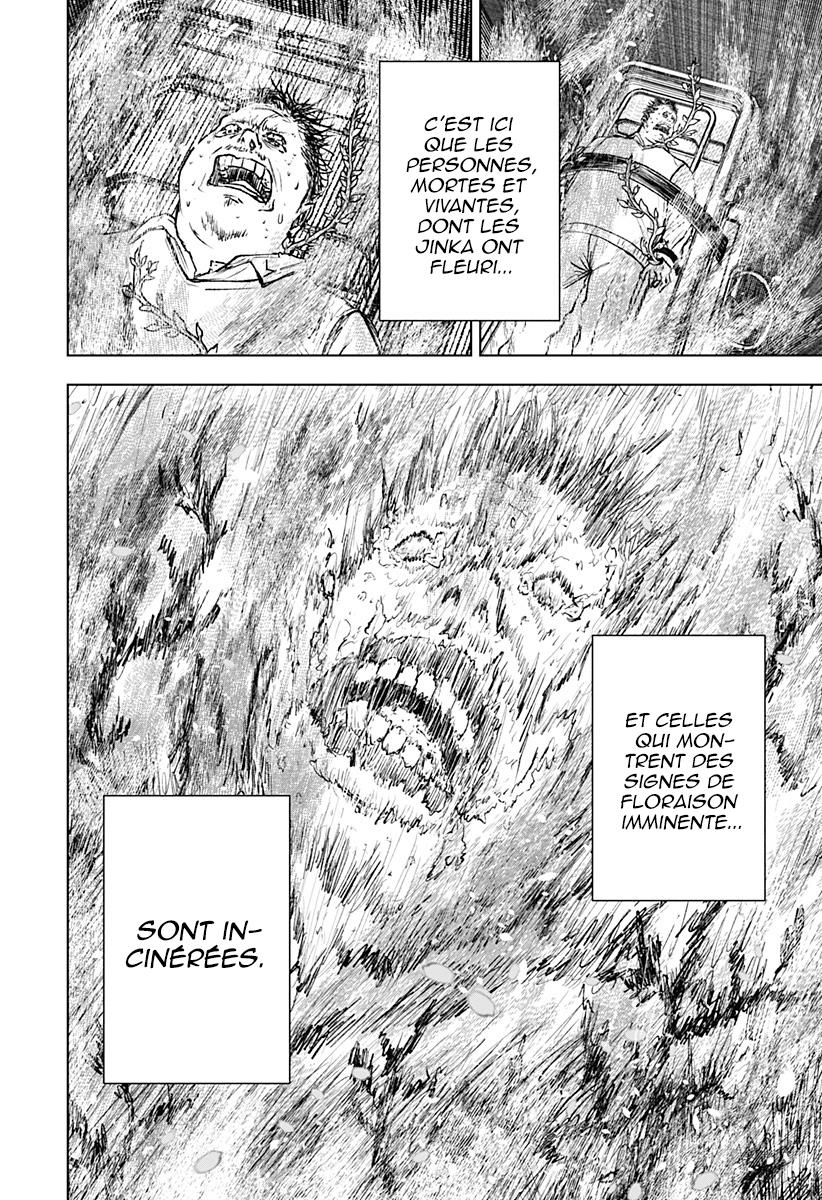 C'EST ICI
QUE LES
PERSONNES,
MORTES ET
VIVANTES,
DONT LES
JINKA ONT
FLEURI...
ET CELLES
QUI MON-
TRENT DES
SIGNES DE
FLORAISON
IMMINENTE...
SONT IN-
CINÉRÉES.